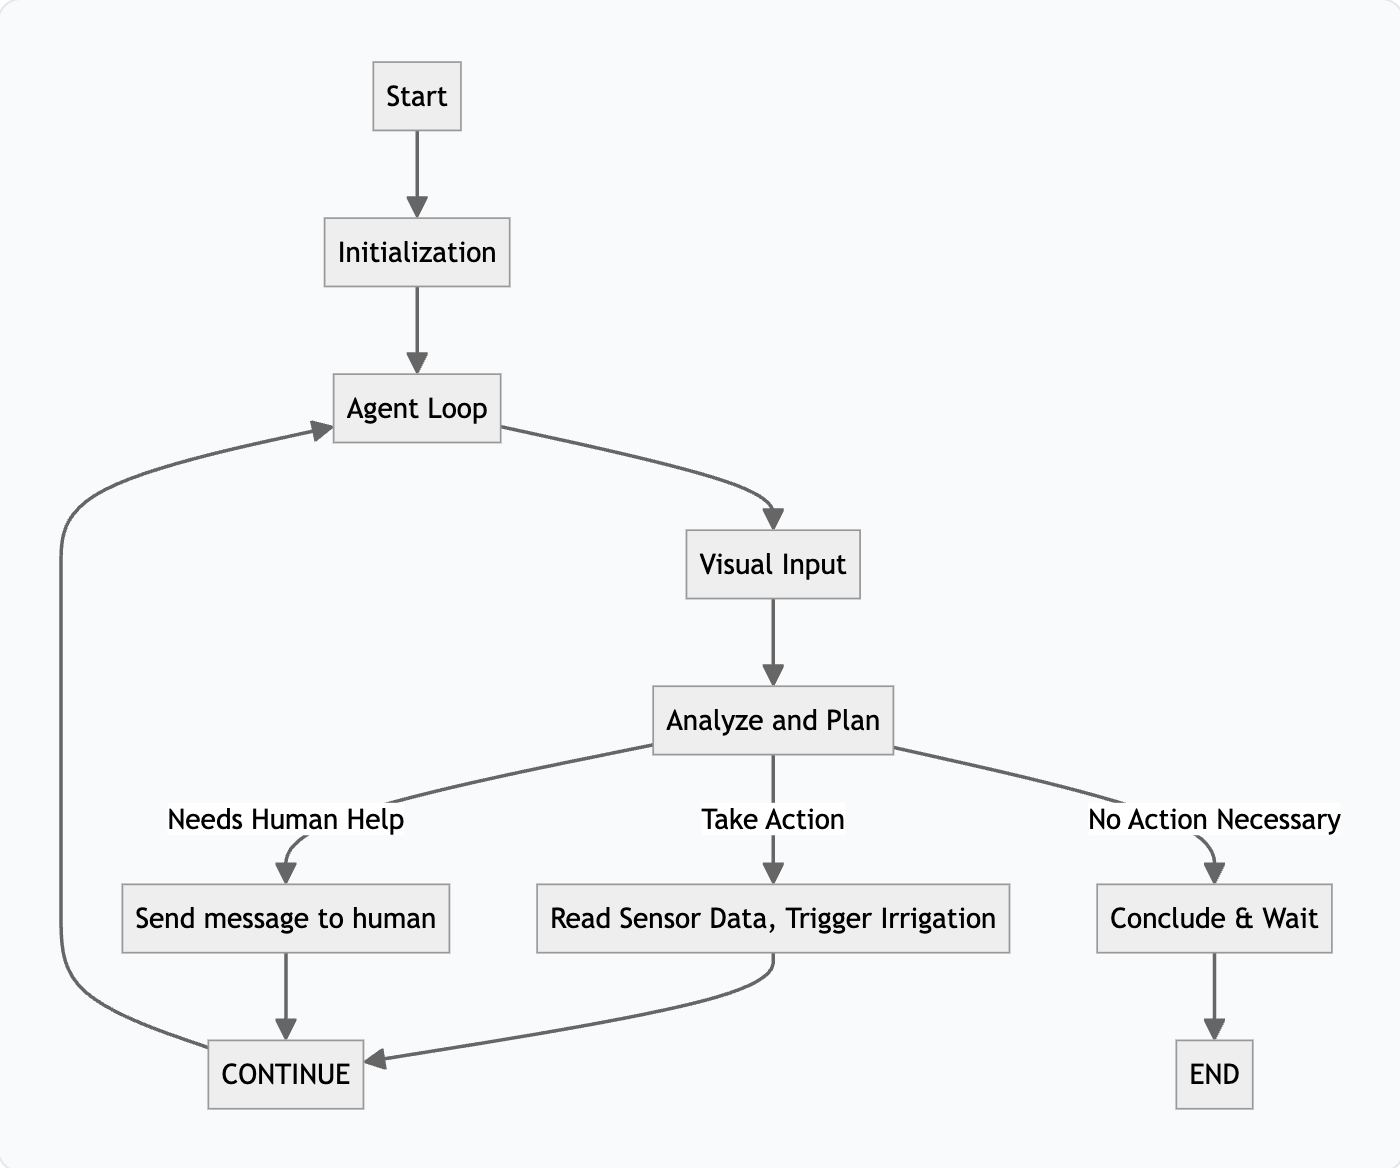 Start
Initialization
Agent Loop
Visual Input
Analyze and Plan
Needs Human Help
Take Action
No Action Necessary
Send message to human
Read Sensor Data, Trigger Irrigation
Conclude & Wait
CONTINUE
END